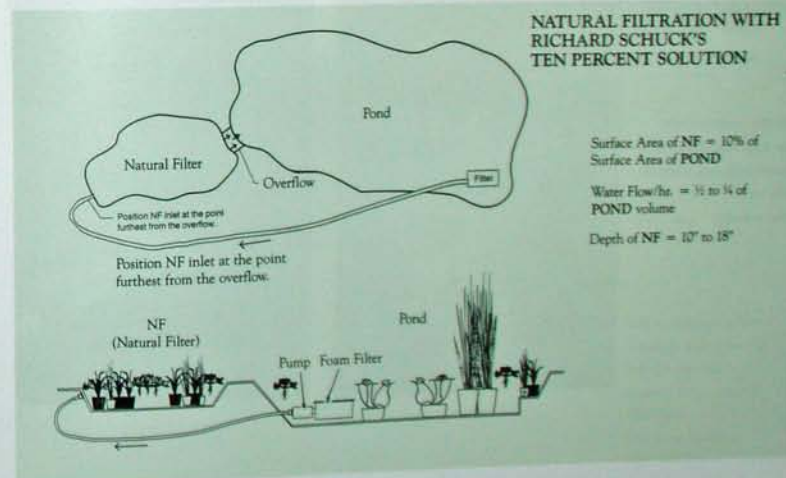 NATURAL FILTRATION WITH
RICHARD SCHUCK'S
TEN PERCENT SOLUTION
Pond
Natural Filter
Overflow
Filter
Position NF inlet at the point
furthest from the overflow.
Position NF inlet at the point
furthest from the overflow.
Surface Area of NF = 10% of
Surface Area of POND
Water Flow/hr. = ½ to ¼ of
POND volume
Depth of NF = 10" to 18"
NF
(Natural Filter)
Pond
Pump Foam Filter